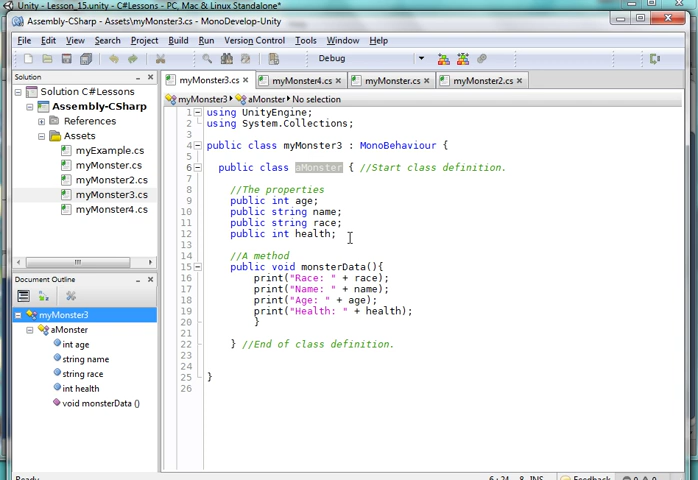 Unity - Lesson_15.unity - C#Lessons - PC, Mac & Linux Standalone*
Assembly-CSharp - Assets\myMonster3.cs - MonoDevelop-Unity
File Edit View Search Project Build Run Version Control Tools Window Help
Debug
Solution
Solution C#Lessons
Assembly-CSharp
References
Assets
myExample.cs
myMonster.cs
myMonster2.cs
myMonster3.cs
myMonster4.cs
Document Outline
myMonster3
aMonster
int age
string name
string race
int health
void monsterData ()
myMonster3.cs myMonster4.cs myMonster.cs myMonster2.cs
myMonster3 aMonster No selection
1 using UnityEngine;
2 using System.Collections;
3
4 public class myMonster3 : MonoBehaviour {
5
6 public class aMonster { //Start class definition.
7
8 //The properties
9 public int age;
10 public string name;
11 public string race;
12 public int health;
13
14 //A method
15 public void monsterData(){
16 print("Race: " + race);
17 print("Name: " + name);
18 print("Age: " + age);
19 print("Health: " + health);
20 }
21
22 } //End of class definition.
23
24
25 }
26
Ready
6 : 24 8 INS Feedback